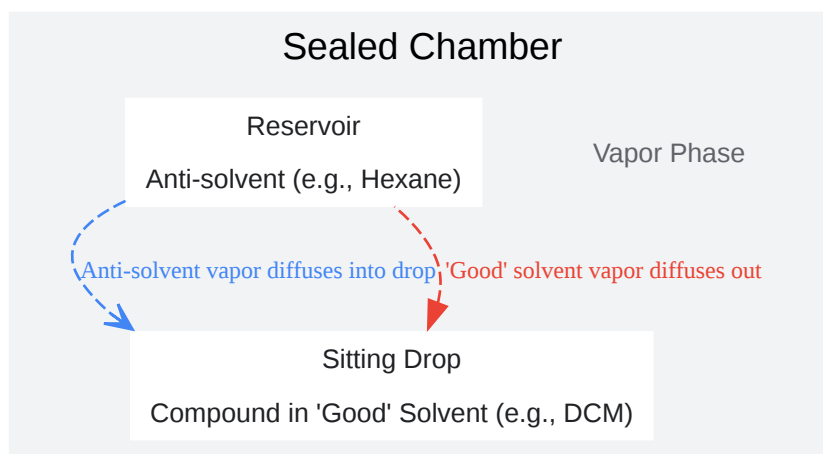 Sealed Chamber
Reservoir
Anti-solvent (e.g., Hexane)
Vapor Phase
Anti-solvent vapor diffuses into drop
'Good' solvent vapor diffuses out
Sitting Drop
Compound in 'Good' Solvent (e.g., DCM)